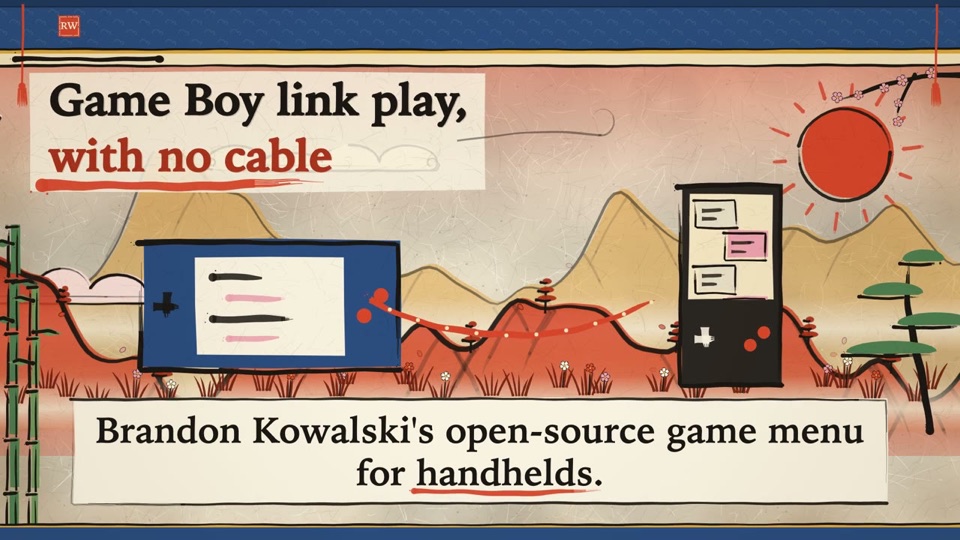 RW
Game Boy link play,
with no cable
Brandon Kowalski's open-source game menu
for handhelds.